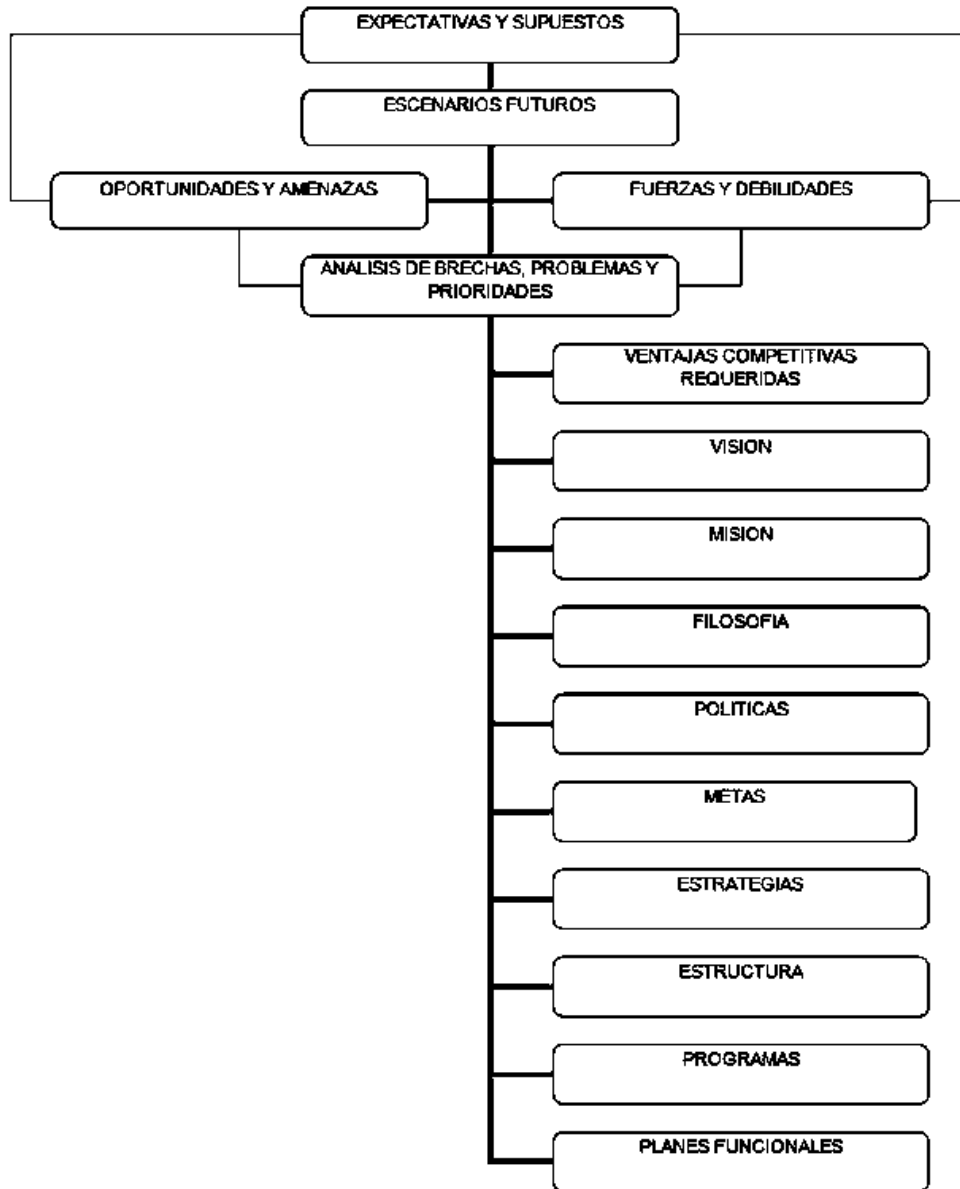 EXPECTATIVAS Y SUPUESTOS
ESCENARIOS FUTUROS
OPORTUNIDADES Y AMENAZAS
FUERZAS Y DEBILIDADES
ANALISIS DE BRECHAS, PROBLEMAS Y
PRIORIDADES
VENTAJAS COMPETITIVAS
REQUERIDAS
VISION
MISION
FILOSOFIA
POLITICAS
METAS
ESTRATEGIAS
ESTRUCTURA
PROGRAMAS
PLANES FUNCIONALES